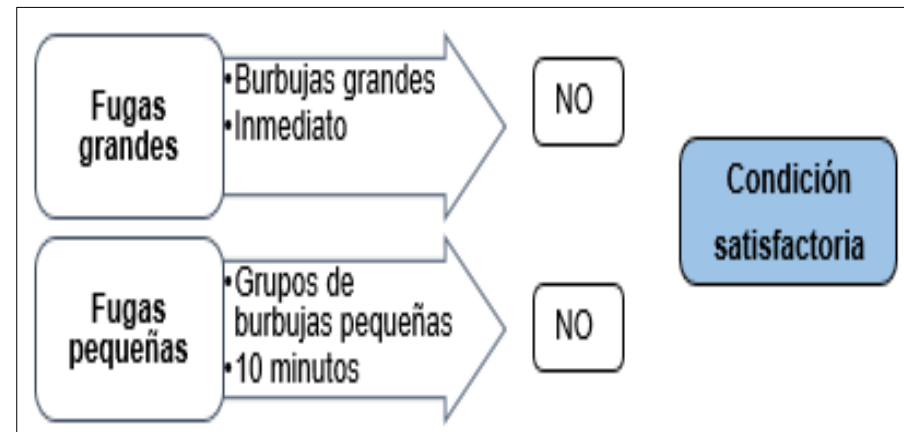 Fugas
grandes
•Burbujas grandes
•Inmediato
NO
Fugas
pequeñas
•Grupos de
burbujas pequeñas
•10 minutos
NO
Condición
satisfactoria